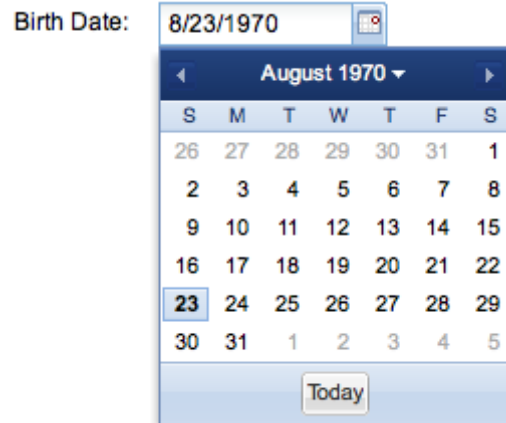 Birth Date: 8/23/1970
August 1970
S M T W T F S
26 27 28 29 30 31 1
2 3 4 5 6 7 8
9 10 11 12 13 14 15
16 17 18 19 20 21 22
23 24 25 26 27 28 29
30 31 1 2 3 4 5
Today